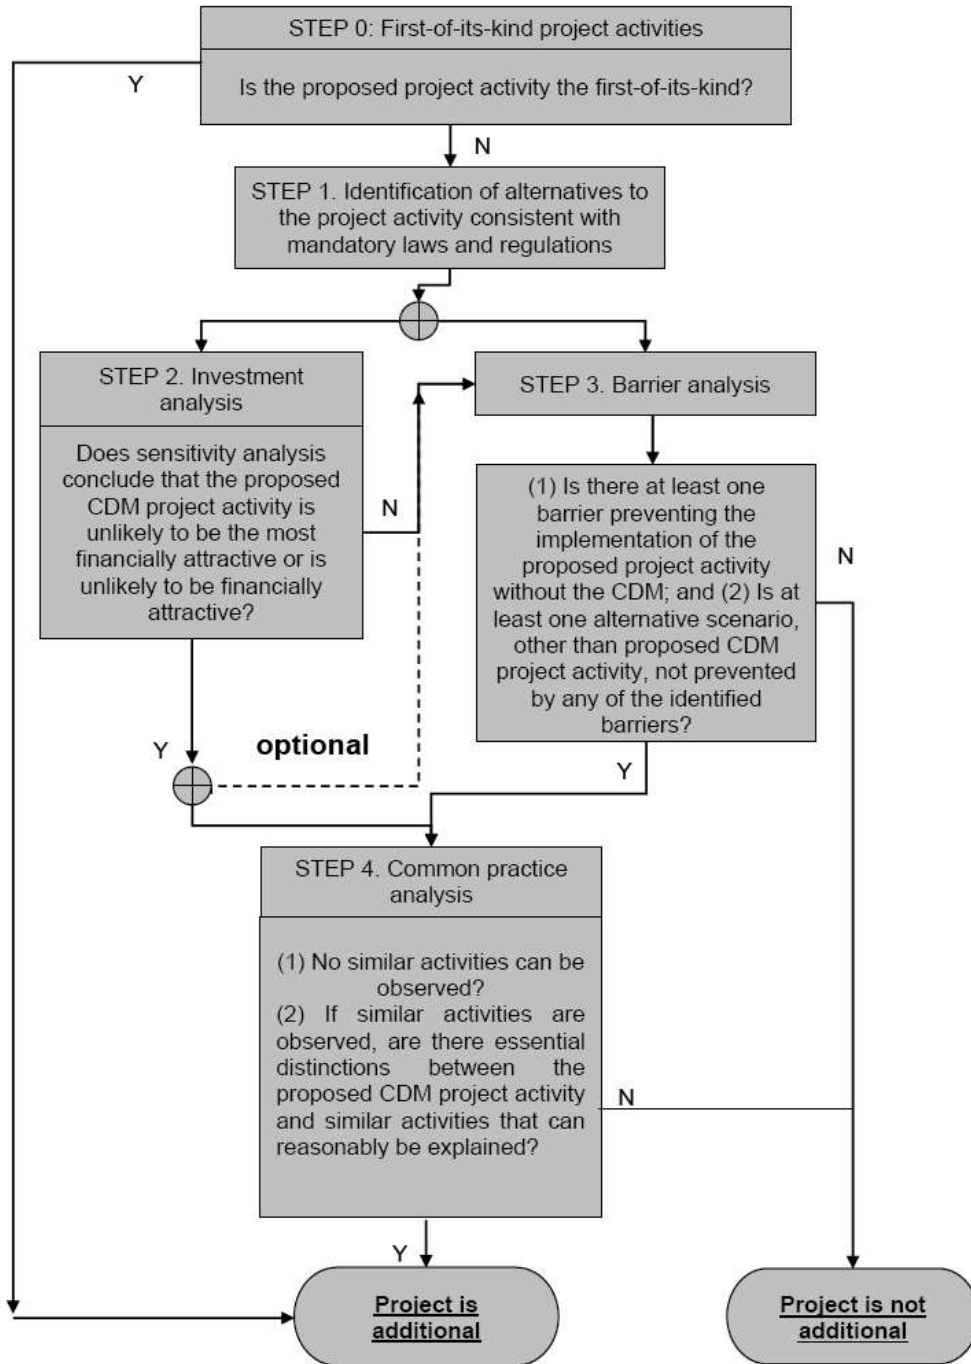 STEP 0: First-of-its-kind project activities
Y
Is the proposed project activity the first-of-its-kind?
N
STEP 1. Identification of alternatives to
the project activity consistent with
mandatory laws and regulations
STEP 2. Investment
analysis
STEP 3. Barrier analysis
Does sensitivity analysis
conclude that the proposed
CDM project activity is
unlikely to be the most
financially attractive or is
unlikely to be financially
attractive?
N
(1) Is there at least one
barrier preventing the
implementation of the
proposed project activity
without the CDM; and (2) Is at
least one alternative scenario,
other than proposed CDM
project activity, not prevented
by any of the identified
barriers?
N
Y
optional
Y
STEP 4. Common practice
analysis
(1) No similar activities can be
observed?
(2) If similar activities are
observed, are there essential
distinctions between the
proposed CDM project activity
and similar activities that can
reasonably be explained?
N
Y
Project is
additional
Project is not
additional